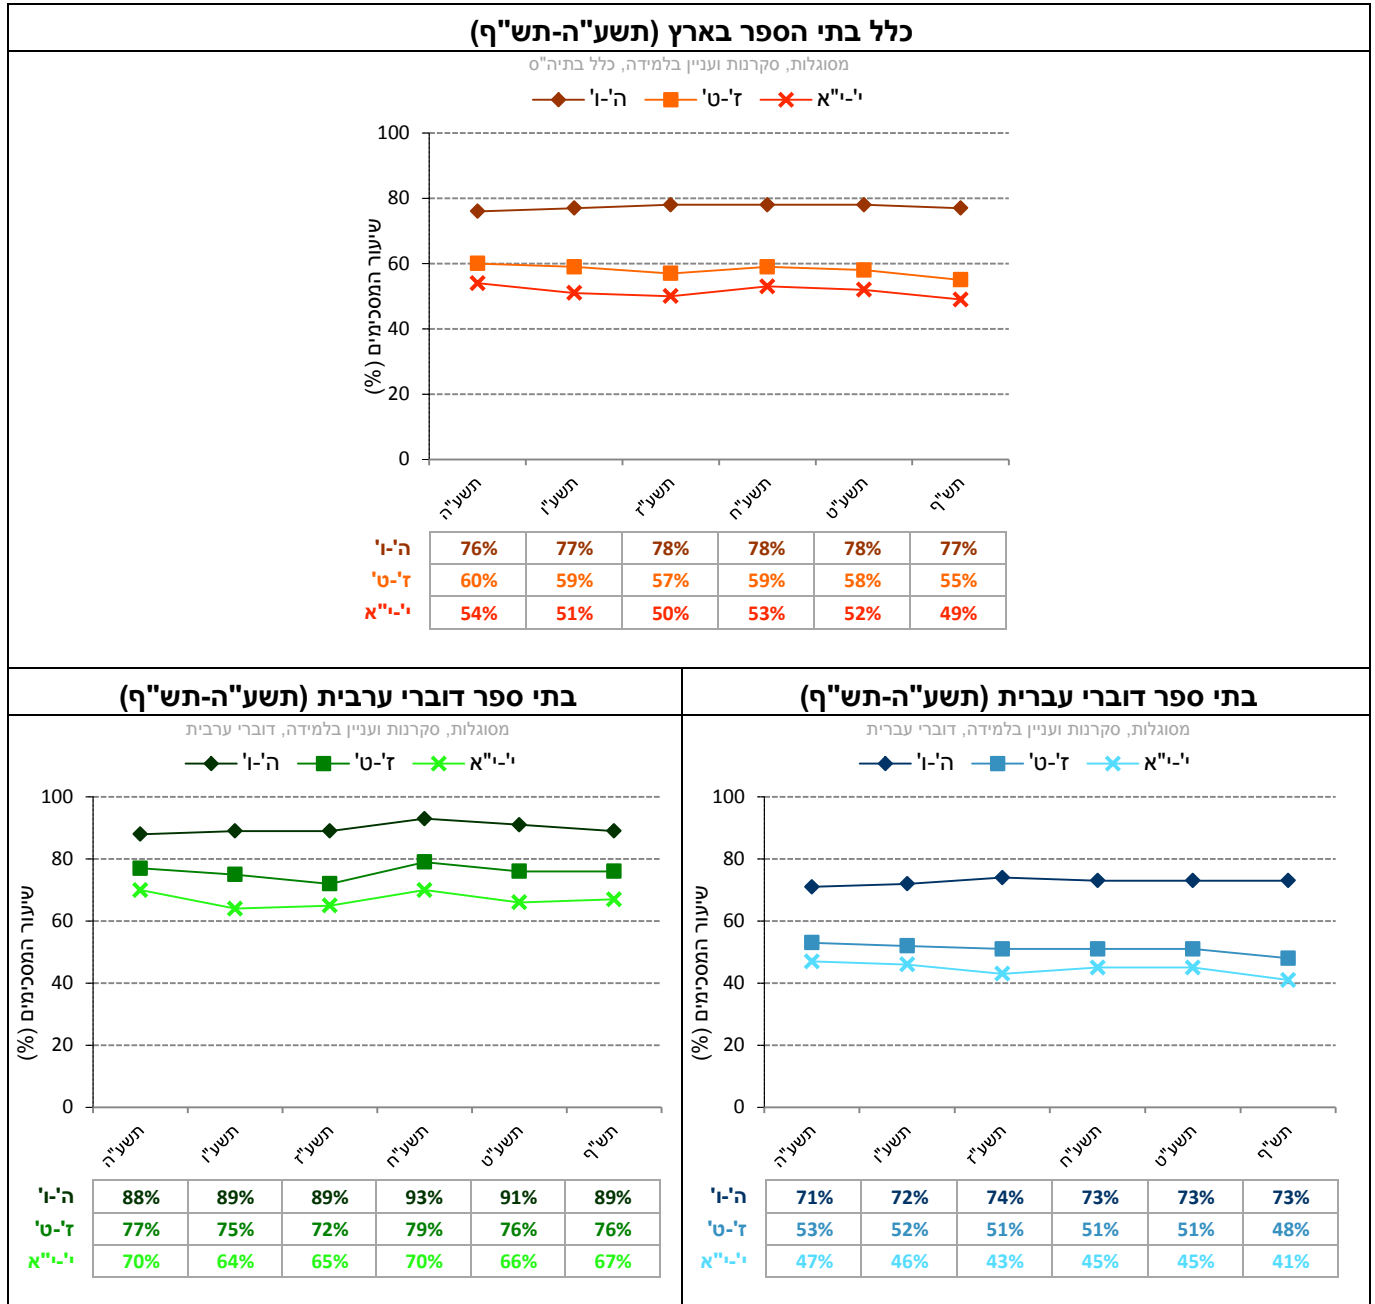 כלל בתי הספר בארץ (תשע"ה-תש"ף)
מסוגלות, סקרנות ועניין בלמידה, כלל בתיה"ס
ה'-ו' ז'-ט' י'-י"א
שיעור המסכימים (%)
100
80
60
40
20
0
תשע"ה תשע"ו תשע"ז תשע"ח תשע"ט תש"ף
ה'-ו' 76% 77% 78% 78% 78% 77%
ז'-ט' 60% 59% 57% 59% 58% 55%
י'-י"א 54% 51% 50% 53% 52% 49%
בתי ספר דוברי עברית (תשע"ה-תש"ף)
מסוגלות, סקרנות ועניין בלמידה, דוברי עברית
ה'-ו' ז'-ט' י'-י"א
שיעור המסכימים (%)
100
80
60
40
20
0
תשע"ה תשע"ו תשע"ז תשע"ח תשע"ט תש"ף
ה'-ו' 71% 72% 74% 73% 73% 73%
ז'-ט' 53% 52% 51% 51% 51% 48%
י'-י"א 47% 46% 43% 45% 45% 41%
בתי ספר דוברי ערבית (תשע"ה-תש"ף)
מסוגלות, סקרנות ועניין בלמידה, דוברי ערבית
ה'-ו' ז'-ט' י'-י"א
שיעור המסכימים (%)
100
80
60
40
20
0
תשע"ה תשע"ו תשע"ז תשע"ח תשע"ט תש"ף
ה'-ו' 88% 89% 89% 93% 91% 89%
ז'-ט' 77% 75% 72% 79% 76% 76%
י'-י"א 70% 64% 65% 70% 66% 67%